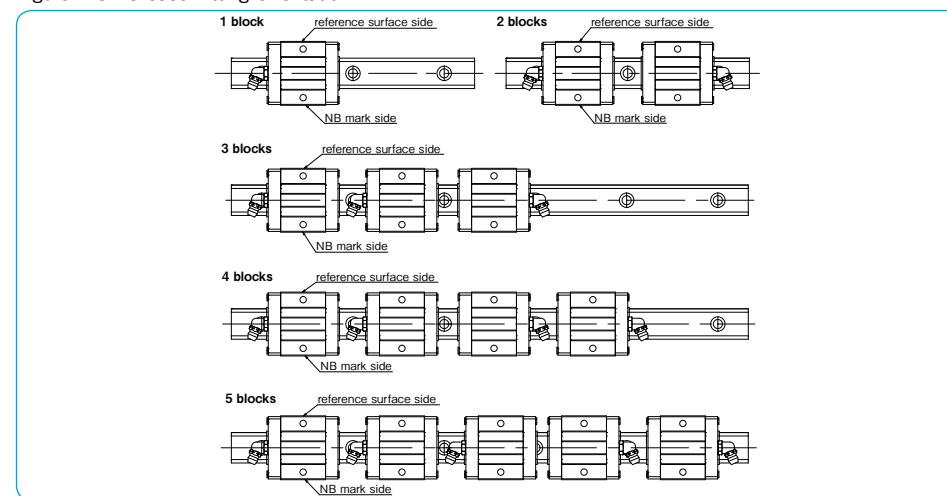 1 block
reference surface side
NB mark side
2 blocks
reference surface side
NB mark side
3 blocks
reference surface side
NB mark side
4 blocks
reference surface side
NB mark side
5 blocks
reference surface side
NB mark side